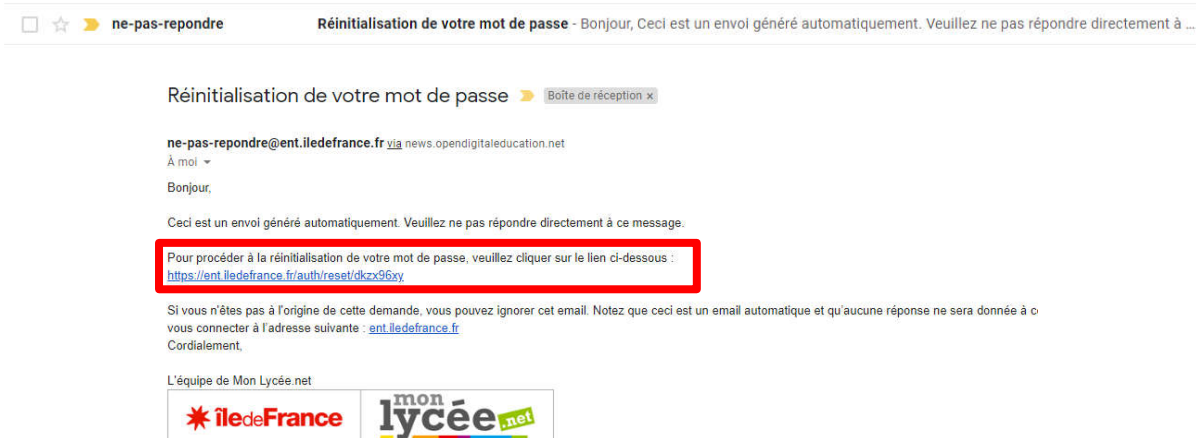 ne-pas-repondre Réinitialisation de votre mot de passe - Bonjour, Ceci est un envoi généré automatiquement. Veuillez ne pas répondre directement à ...
Réinitialisation de votre mot de passe Boîte de réception x
ne-pas-repondre@ent.iledefrance.fr via news.opendigitaleducation.net
À moi
Bonjour,
Ceci est un envoi généré automatiquement. Veuillez ne pas répondre directement à ce message.
Pour procéder à la réinitialisation de votre mot de passe, veuillez cliquer sur le lien ci-dessous :
https://ent.iledefrance.fr/auth/reset/dkzx96xy
Si vous n'êtes pas à l'origine de cette demande, vous pouvez ignorer cet email. Notez que ceci est un email automatique et qu'aucune réponse ne sera donnée à
vous connecter à l'adresse suivante : ent.iledefrance.fr
Cordialement,
L'équipe de Mon Lycée.net
îledeFrance
mon
lycée.net